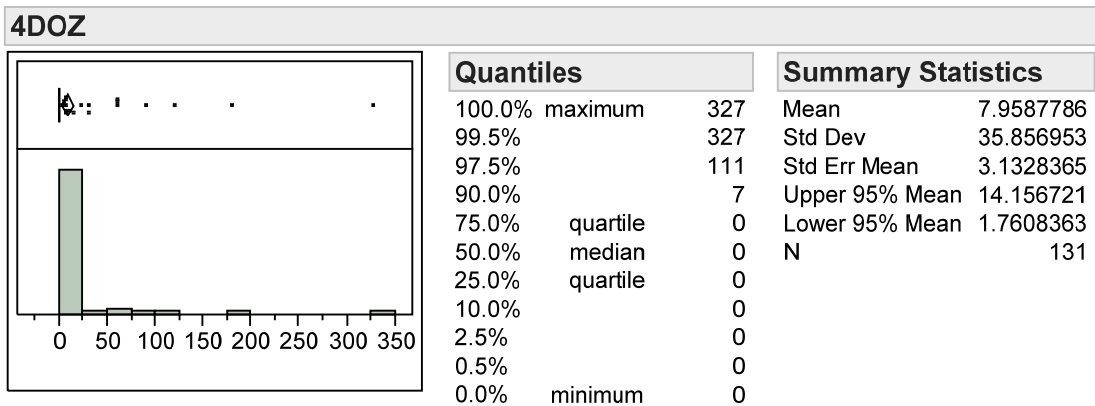 4DOZ
0 50 100 150 200 250 300 350
Quantiles
100.0% maximum 327
99.5% 327
97.5% 111
90.0% 7
75.0% quartile 0
50.0% median 0
25.0% quartile 0
10.0% 0
2.5% 0
0.5% 0
0.0% minimum 0
Summary Statistics
Mean 7.9587786
Std Dev 35.856953
Std Err Mean 3.1328365
Upper 95% Mean 14.156721
Lower 95% Mean 1.7608363
N 131